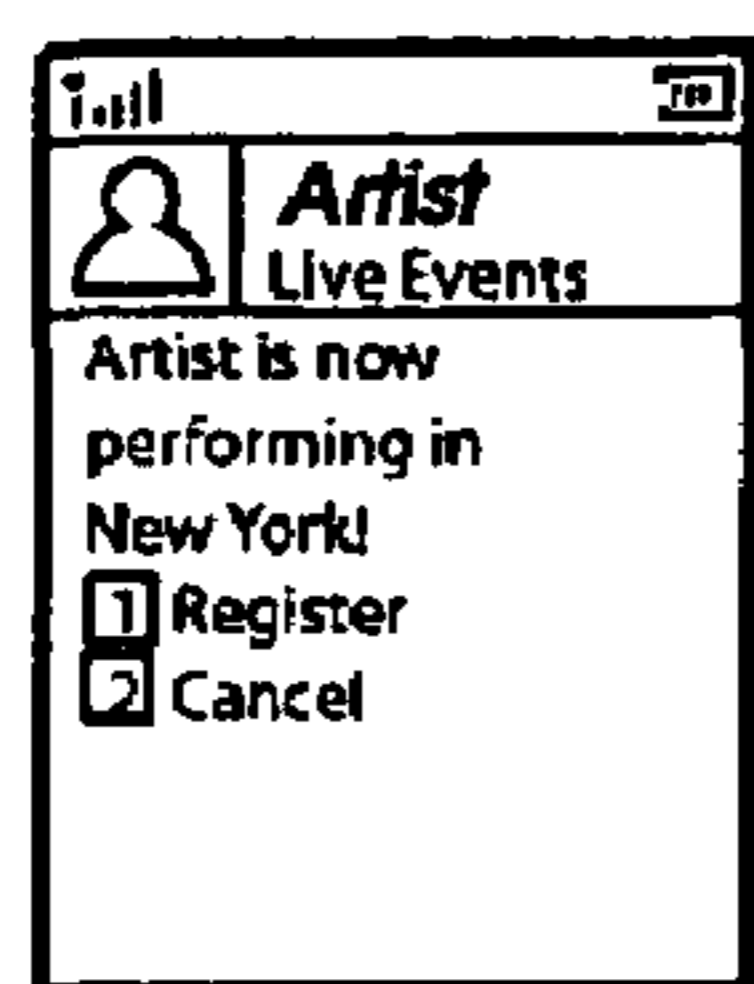 Artist
Live Events
Artist is now
performing in
New York!
1 Register
2 Cancel